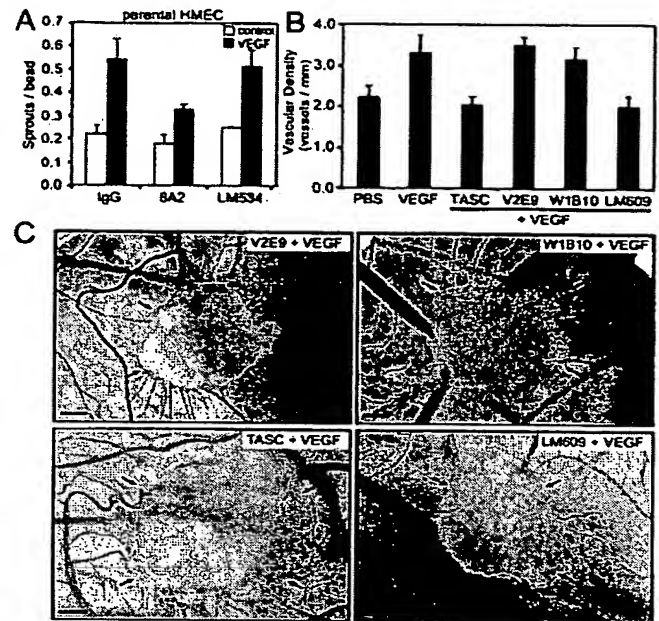 A
parental HMEC
control
VEGF
Sprouts / bead
0.7
0.6
0.5
0.4
0.3
0.2
0.1
0.0
IgG
8A2
LM534
B
Vascular Density
(vessels / mm)
4.0
3.0
2.0
1.0
0.0
PBS
VEGF
TASC
V2E9
W1B10
LM609
+ VEGF
C
V2E9 + VEGF
W1B10 + VEGF
TASC + VEGF
LM609 + VEGF